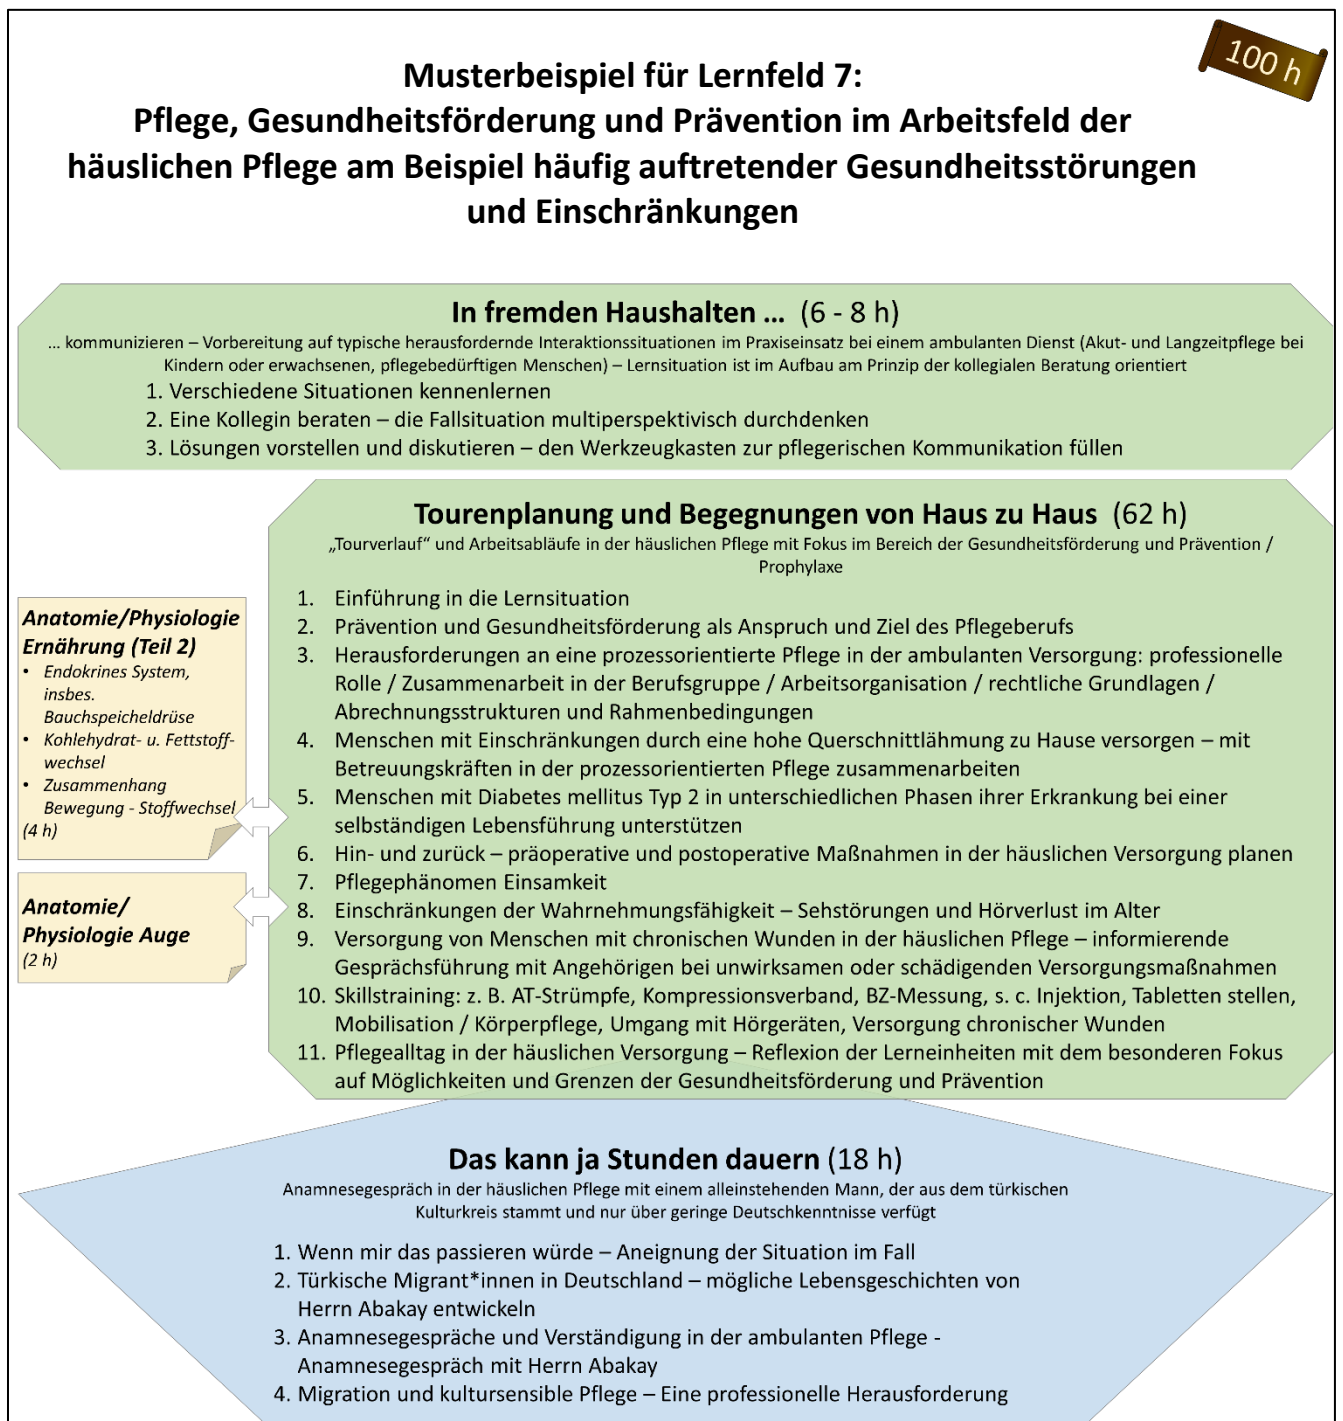 100 h
Musterbeispiel für Lernfeld 7:
Pflege, Gesundheitsförderung und Prävention im Arbeitsfeld der
häuslichen Pflege am Beispiel häufig auftretender Gesundheitsstörungen
und Einschränkungen
In fremden Haushalten ... (6 - 8 h)
... kommunizieren – Vorbereitung auf typische herausfordernde Interaktionssituationen im Praxiseinsatz bei einem ambulanten Dienst (Akut- und Langzeitpflege bei
Kindern oder erwachsenen, pflegebedürftigen Menschen) – Lernsituation ist im Aufbau am Prinzip der kollegialen Beratung orientiert
1. Verschiedene Situationen kennenlernen
2. Eine Kollegin beraten – die Fallsituation multiperspektivisch durchdenken
3. Lösungen vorstellen und diskutieren – den Werkzeugkasten zur pflegerischen Kommunikation füllen
Tourenplanung und Begegnungen von Haus zu Haus (62 h)
„Tourverlauf“ und Arbeitsabläufe in der häuslichen Pflege mit Fokus im Bereich der Gesundheitsförderung und Prävention /
Prophylaxe
1. Einführung in die Lernsituation
2. Prävention und Gesundheitsförderung als Anspruch und Ziel des Pflegeberufs
3. Herausforderungen an eine prozessorientierte Pflege in der ambulanten Versorgung: professionelle
Rolle / Zusammenarbeit in der Berufsgruppe / Arbeitsorganisation / rechtliche Grundlagen /
Abrechnungsstrukturen und Rahmenbedingungen
4. Menschen mit Einschränkungen durch eine hohe Querschnittlähmung zu Hause versorgen – mit
Betreuungskräften in der prozessorientierten Pflege zusammenarbeiten
5. Menschen mit Diabetes mellitus Typ 2 in unterschiedlichen Phasen ihrer Erkrankung bei einer
selbständigen Lebensführung unterstützen
6. Hin- und zurück – präoperative und postoperative Maßnahmen in der häuslichen Versorgung planen
7. Pflegephänomen Einsamkeit
8. Einschränkungen der Wahrnehmungsfähigkeit – Sehstörungen und Hörverlust im Alter
9. Versorgung von Menschen mit chronischen Wunden in der häuslichen Pflege – informierende
Gesprächsführung mit Angehörigen bei unwirksamen oder schädigenden Versorgungsmaßnahmen
10. Skillstraining: z. B. AT-Strümpfe, Kompressionsverband, BZ-Messung, s. c. Injektion, Tabletten stellen,
Mobilisation / Körperpflege, Umgang mit Hörgeräten, Versorgung chronischer Wunden
11. Pflegealltag in der häuslichen Versorgung – Reflexion der Lerneinheiten mit dem besonderen Fokus
auf Möglichkeiten und Grenzen der Gesundheitsförderung und Prävention
Anatomie/Physiologie
Ernährung (Teil 2)
• Endokrines System,
insbes.
Bauchspeicheldrüse
• Kohlehydrat- u. Fettstoff-
wechsel
• Zusammenhang
Bewegung - Stoffwechsel
(4 h)
Anatomie/
Physiologie Auge
(2 h)
Das kann ja Stunden dauern (18 h)
Anamnesegespräch in der häuslichen Pflege mit einem alleinstehenden Mann, der aus dem türkischen
Kulturkreis stammt und nur über geringe Deutschkenntnisse verfügt
1. Wenn mir das passieren würde – Aneignung der Situation im Fall
2. Türkische Migrant*innen in Deutschland – mögliche Lebensgeschichten von
Herrn Abakay entwickeln
3. Anamnesegespräche und Verständigung in der ambulanten Pflege -
Anamnesegespräch mit Herrn Abakay
4. Migration und kultursensible Pflege – Eine professionelle Herausforderung